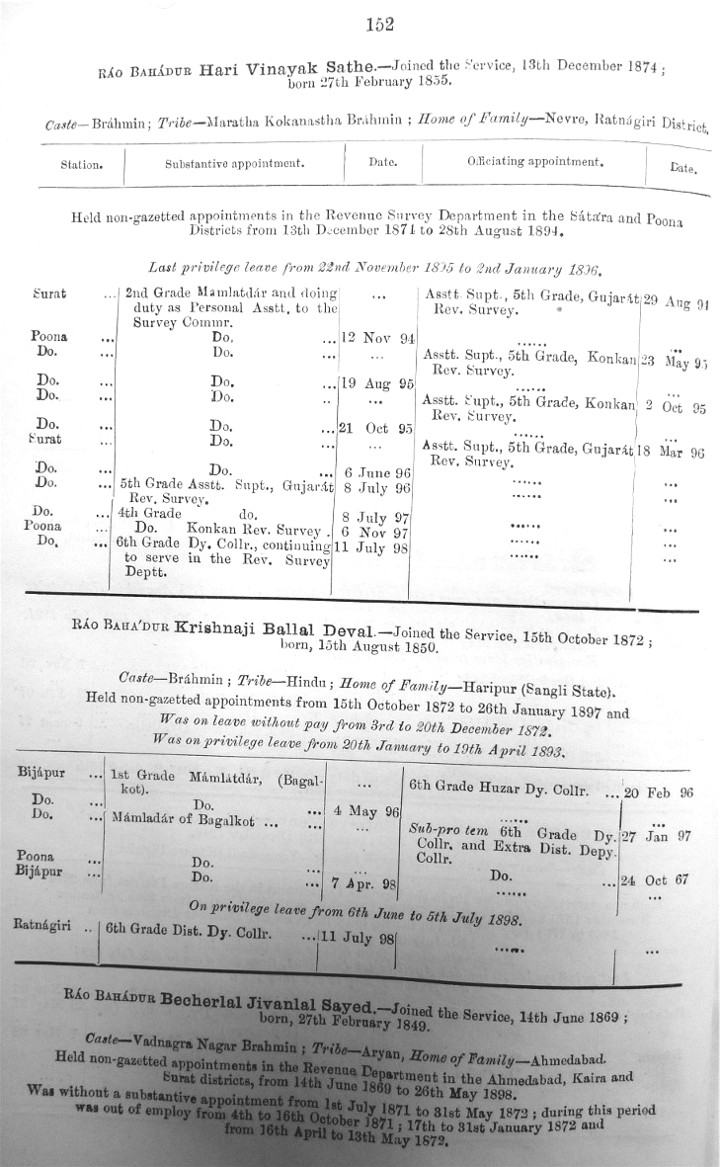 152
RÁO BAHÁDUR Hari Vinayak Sathe.—Joined the Service, 13th December 1874;
born 27th February 1855.
Caste—Bráhmin; Tribe—Maratha Kokanastha Bráhmin; Home of Family—Nevre, Ratnágiri District.
Station. Substantive appointment. Date. Officiating appointment. Date.
Held non-gazetted appointments in the Revenue Survey Department in the Sátára and Poona
Districts from 13th December 1874 to 28th August 1894.
Last privilege leave from 22nd November 1895 to 2nd January 1896.
Surat ... 2nd Grade Mamlatdár and doing ... Asstt. Supt., 5th Grade, Gujarát 29 Aug 94
duty as Personal Asstt. to the Rev. Survey.
Survey Commr.
Poona ... Do. ... 12 Nov 94 ...... ...
Do. ... Do. ... Asstt. Supt., 5th Grade, Konkan 23 May 95
Rev. Survey.
Do. ... Do. ... 19 Aug 95 ...... ...
Do. ... Do. .. ... Asstt. Supt., 5th Grade, Konkan 2 Oct 95
Rev. Survey.
Do. ... Do. ... 21 Oct 95 ...... ...
Surat ... Do. ... Asstt. Supt., 5th Grade, Gujarát 18 Mar 96
Rev. Survey.
Do. ... Do. ... 6 June 96 ...... ...
Do. ... 5th Grade Asstt. Supt., Gujarát 8 July 96 ...... ...
Rev. Survey.
Do. ... 4th Grade do. 8 July 97 ...... ...
Poona ... Do. Konkan Rev. Survey . 6 Nov 97 ...... ...
Do. ... 6th Grade Dy. Collr., continuing 11 July 98 ...... ...
to serve in the Rev. Survey
Deptt.
RÁO BAHA'DUR Krishnaji Ballal Deval.—Joined the Service, 15th October 1872;
born, 15th August 1850.
Caste—Bráhmin; Tribe—Hindu; Home of Family—Haripur (Sangli State).
Held non-gazetted appointments from 15th October 1872 to 26th January 1897 and
Was on leave without pay from 3rd to 20th December 1872.
Was on privilege leave from 20th January to 19th April 1893.
Bijápur ... 1st Grade Mámlátdár, (Bagal- ... 6th Grade Huzar Dy. Collr. ... 20 Feb 96
kot).
Do. ... Do. ... 4 May 96 ...... ...
Do. ... Mámladár of Bagalkot ... ... ... Sub-pro tem 6th Grade Dy. 27 Jan 97
Collr. and Extra Dist. Depy.
Collr.
Poona ... Do. ... ... Do. ... 24 Oct 67
Bijápur ... Do. ... 7 Apr. 98 ...... ...
On privilege leave from 6th June to 5th July 1898.
Ratnágiri .. 6th Grade Dist. Dy. Collr. ... 11 July 98 ...... ...
RÁO BAHÁDUR Becherlal Jivanlal Sayed.—Joined the Service, 14th June 1869;
born, 27th February 1849.
Caste—Vadnagra Nagar Brahmin; Tribe—Aryan, Home of Family—Ahmedabad.
Held non-gazetted appointments in the Revenue Department in the Ahmedabad, Kaira and
Surat districts, from 14th June 1869 to 26th May 1898.
Was without a substantive appointment from 1st July 1871 to 31st May 1872; during this period
was out of employ from 4th to 16th October 1871; 17th to 31st January 1872 and
from 16th April to 13th May 1872.